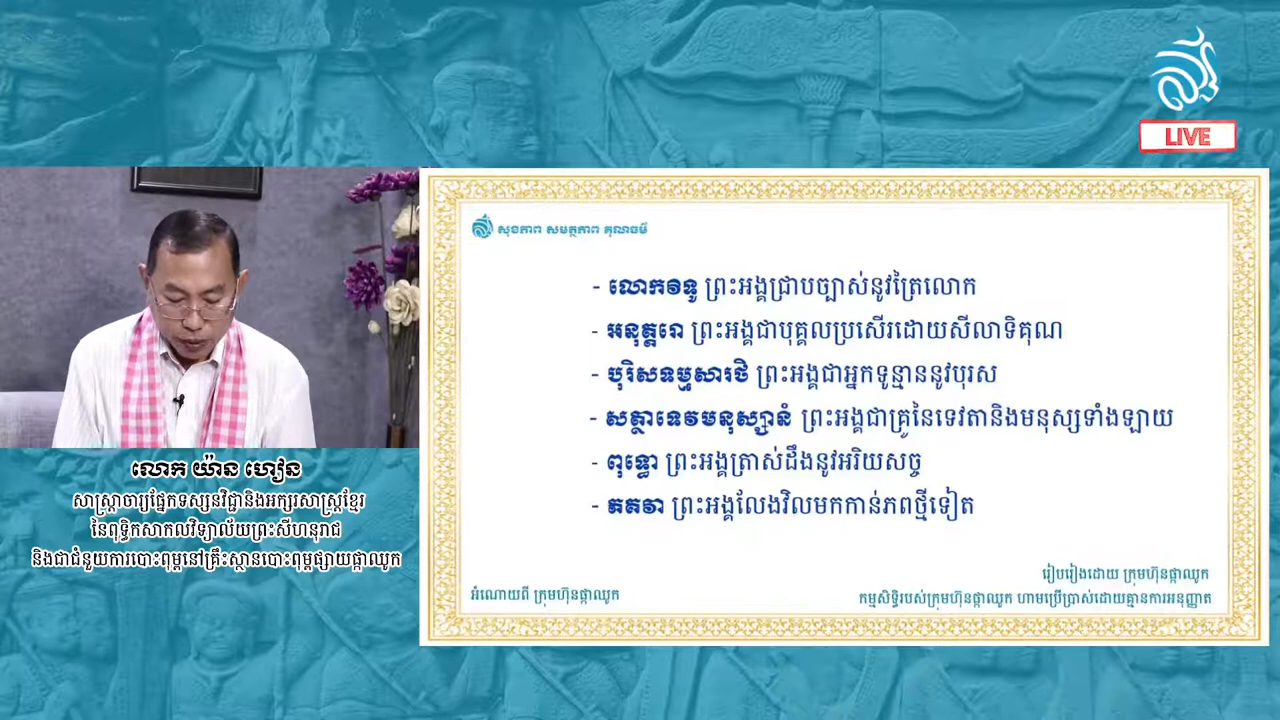 LIVE
សុខភាព សមត្ថភាព គុណធម៌
- លោកវិទូ ព្រះអង្គជ្រាបច្បាស់នូវត្រៃលោក
- អនុត្តរោ ព្រះអង្គជាបុគ្គលប្រសើរដោយសីលាទិគុណ
- បុរិសទម្មសារថិ ព្រះអង្គជាអ្នកទូន្មាននូវបុរស
- សត្ថាទេវមនុស្សានំ ព្រះអង្គជាគ្រូនៃទេវតានិងមនុស្សទាំងឡាយ
- ពុទ្ធោ ព្រះអង្គត្រាស់ដឹងនូវអរិយសច្ច
- ភគវា ព្រះអង្គលែងវិលមកកាន់ភពថ្មីទៀត
រៀបរៀងដោយ ក្រុមហ៊ុនផ្កាឈូក
អំណោយពី ក្រុមហ៊ុនផ្កាឈូក
កម្មសិទ្ធិរបស់ក្រុមហ៊ុនផ្កាឈូក ហាមប្រើប្រាស់ដោយគ្មានការអនុញ្ញាត
លោក យ៉ាន ហៀន
សាស្ត្រាចារ្យផ្នែកទស្សនវិជ្ជានិងអក្សរសាស្ត្រខ្មែរ
នៃពុទ្ធិកសាកលវិទ្យាល័យព្រះសីហនុរាជ
និងជាជំនួយការបោះពុម្ពនៅគ្រឹះស្ថានបោះពុម្ពផ្សាយផ្កាឈូក